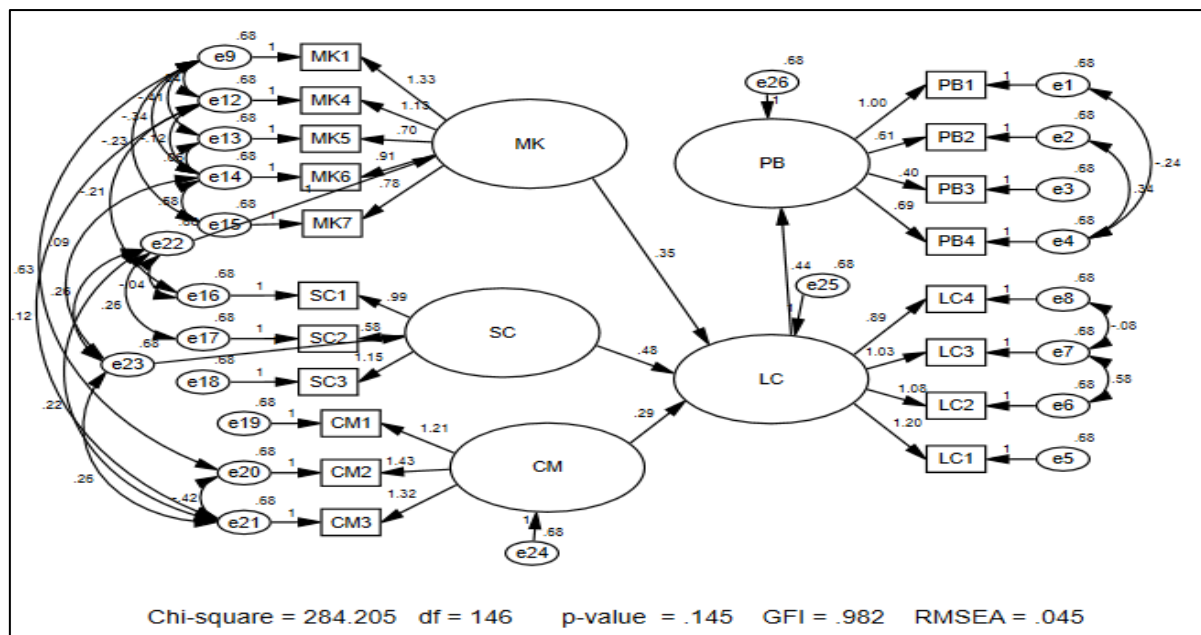 .68
e9
1
MK1
.68
e12
1
MK4
.68
e13
1
MK5
.68
e14
1
MK6
.68
e15
1
MK7
-.41
-.34
-.23
-.12
-.21
.68
.09
.63
.12
.26
.26
-.04
.22
.26
-.42
e22
1
1.33
1.13
.70
.91
.78
MK
.35
.68
e16
1
SC1
.68
e17
1
SC2
.68
e18
1
SC3
.68
e23
.99
.58
1.15
SC
.48
.68
e19
1
CM1
.68
e20
1
CM2
.68
e21
1
CM3
1.21
1.43
1.32
CM
.29
1
.68
e24
.68
e26
1
PB
1.00
.61
.40
.69
PB1
1
.68
e1
PB2
1
.68
e2
PB3
1
.68
e3
PB4
1
.68
e4
-.24
.34
.44
.68
e25
1
LC
.89
1.03
1.08
1.20
LC4
1
.68
e8
LC3
1
.68
e7
LC2
1
.68
e6
LC1
1
.68
e5
-.08
.58
Chi-square = 284.205 df = 146 p-value = .145 GFI = .982 RMSEA = .045